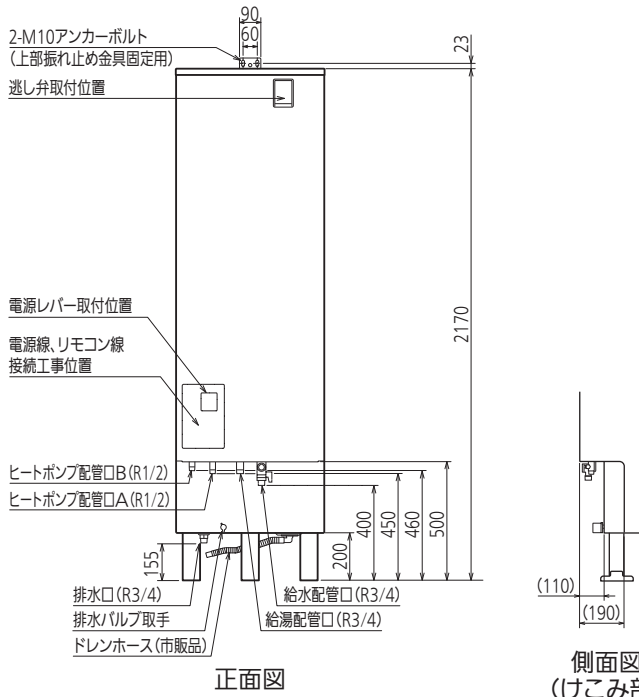 90
60
23
2-M10アンカーボルト
(上部振れ止め金具固定用)
逃し弁取付位置
2170
電源レバー取付位置
電源線、リモコン線
接続工事位置
ヒートポンプ配管口B(R1/2)
ヒートポンプ配管口A(R1/2)
155
200
400
450
460
500
排水口(R3/4)
排水バルブ取手
ドレンホース(市販品)
給水配管口(R3/4)
給湯配管口(R3/4)
(110)
(190)
正面図
側面図
(けこみ部